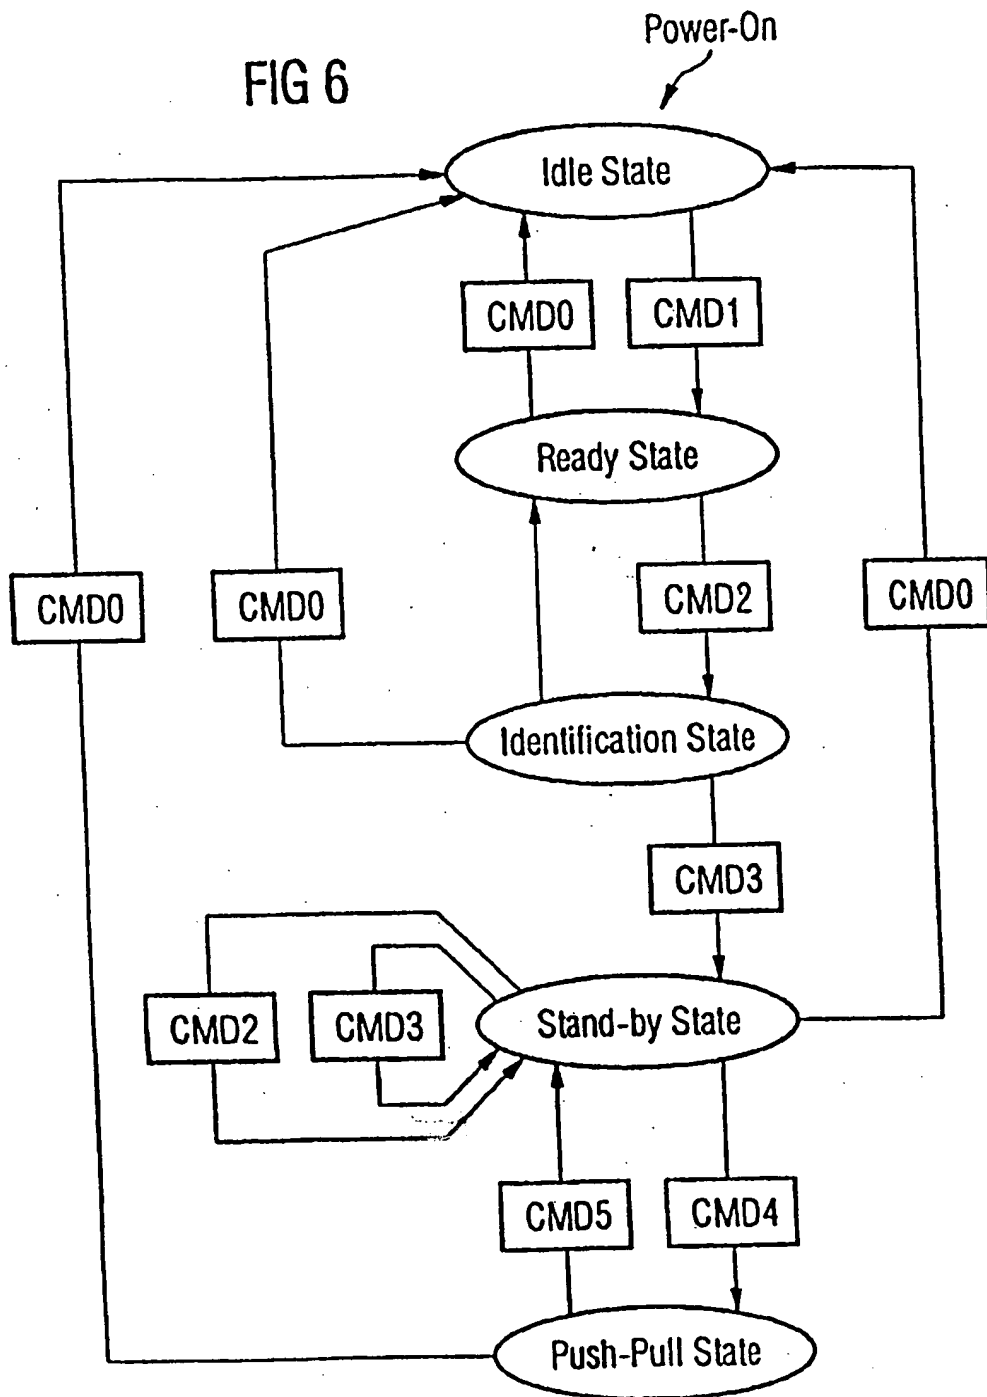 Power-On
FIG 6
Idle State
CMD0
CMD1
Ready State
CMD0
CMD0
CMD2
CMD0
Identification State
CMD3
CMD2
CMD3
Stand-by State
CMD5
CMD4
Push-Pull State